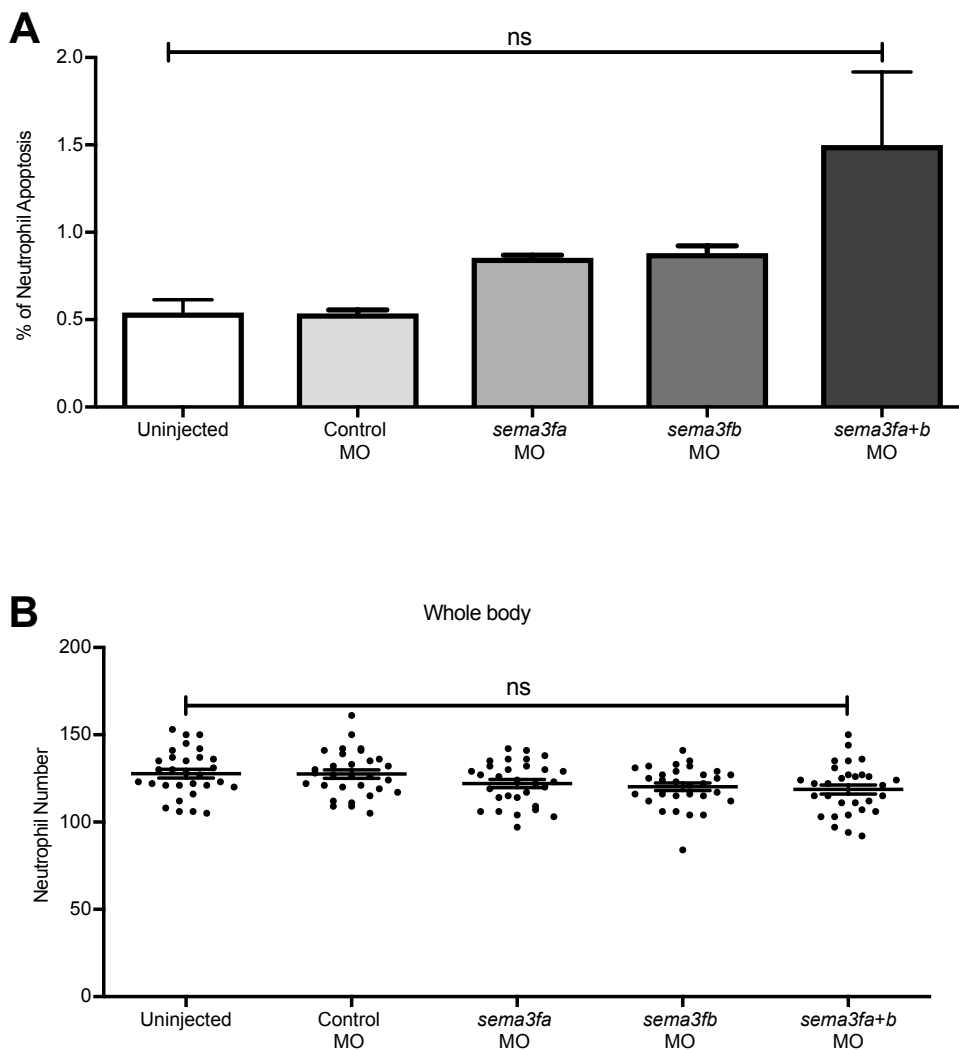 A
ns
2.0
1.5
1.0
0.5
0.0
% of Neutrophil Apoptosis
Uninjected
Control
MO
sema3fa
MO
sema3fb
MO
sema3fa+b
MO
B
Whole body
ns
200
150
100
50
0
Neutrophil Number
Uninjected
Control
MO
sema3fa
MO
sema3fb
MO
sema3fa+b
MO